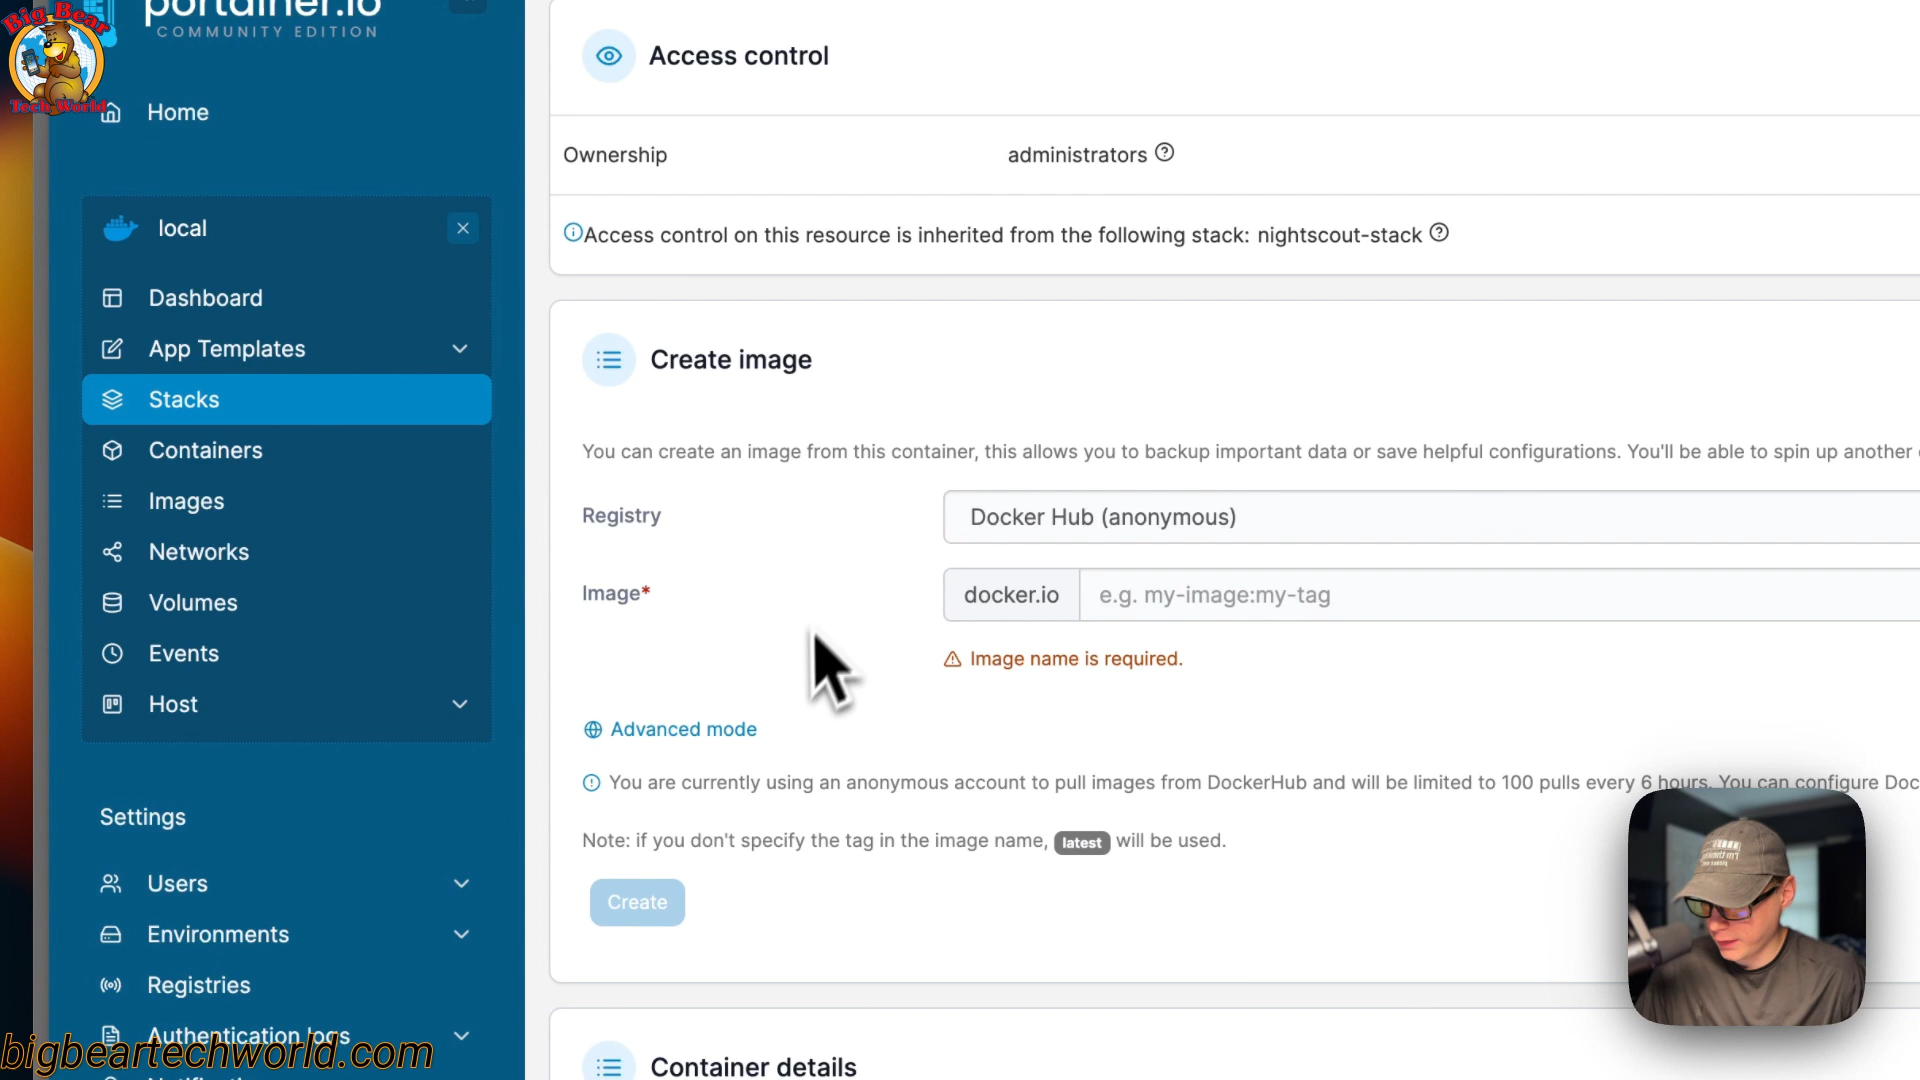 portainer.io
COMMUNITY EDITION
Big Bear
Tech World
Home
local
Dashboard
App Templates
Stacks
Containers
Images
Networks
Volumes
Events
Host
Settings
Users
Environments
Registries
Authentication logs
bigbeartechworld.com
Access control
Ownership
administrators
Access control on this resource is inherited from the following stack: nightscout-stack
Create image
You can create an image from this container, this allows you to backup important data or save helpful configurations. You'll be able to spin up another
Registry
Docker Hub (anonymous)
Image*
docker.io
e.g. my-image:my-tag
Image name is required.
Advanced mode
You are currently using an anonymous account to pull images from DockerHub and will be limited to 100 pulls every 6 hours. You can configure Doc
Note: if you don't specify the tag in the image name, latest will be used.
Create
Container details